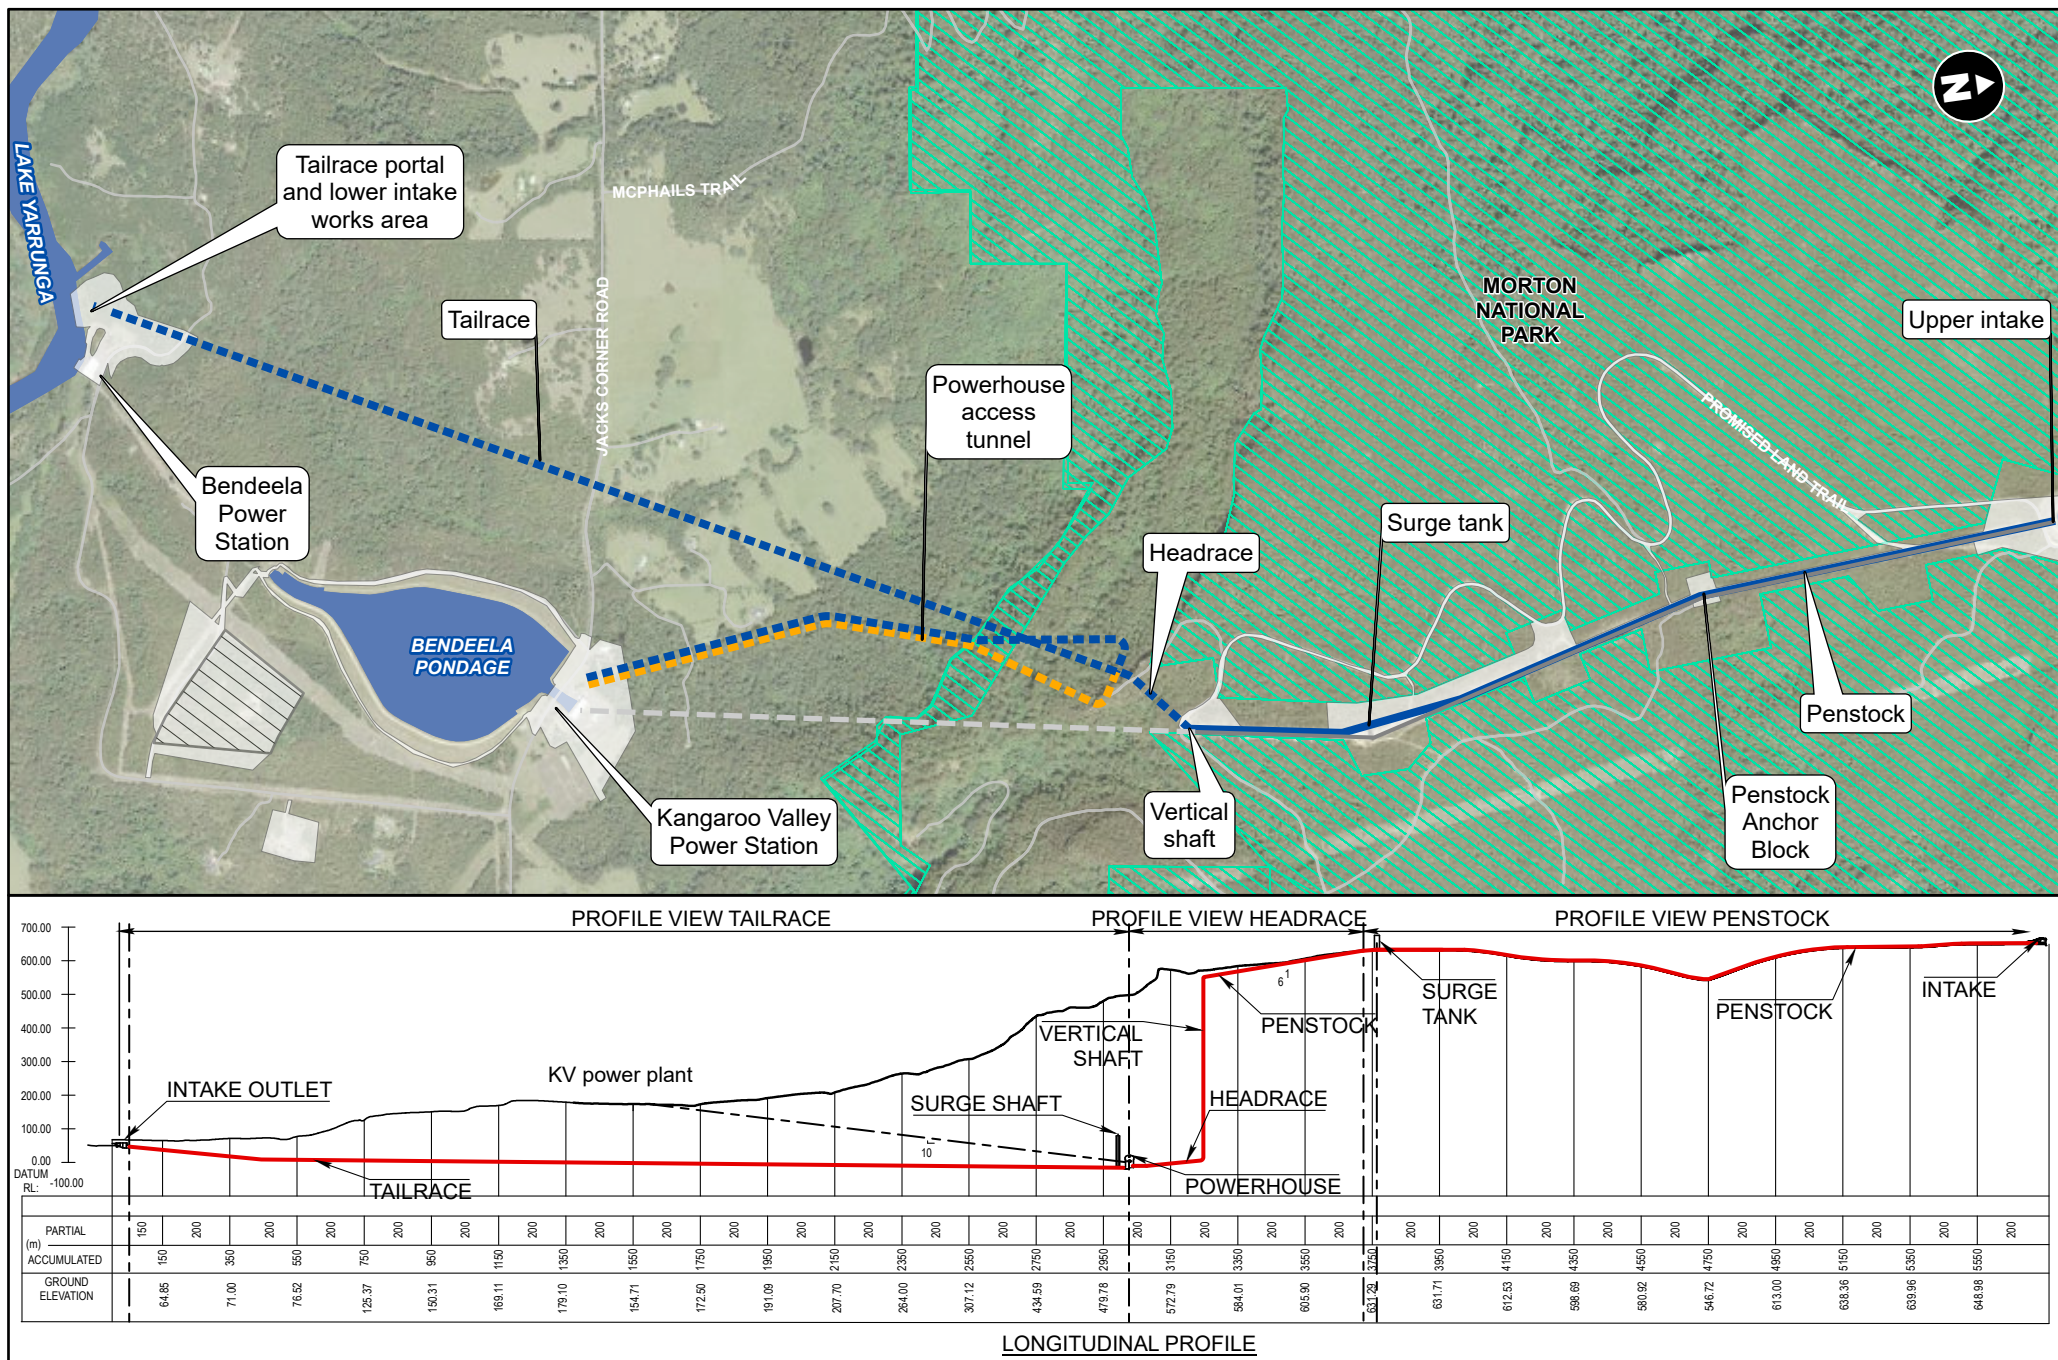 N
LAKE YARRUNGA
Tailrace portal
and lower intake
works area
MCPHAILS TRAIL
Tailrace
JACKS CORNER ROAD
MORTON
NATIONAL
PARK
Upper intake
Powerhouse
access
tunnel
PROMISED LAND TRAIL
Bendeela
Power
Station
Surge tank
Headrace
BENDEELA
PONDAGE
Penstock
Kangaroo Valley
Power Station
Vertical
shaft
Penstock
Anchor
Block
PROFILE VIEW TAILRACE
PROFILE VIEW HEADRACE
PROFILE VIEW PENSTOCK
700.00
600.00
500.00
400.00
300.00
200.00
100.00
0.00
DATUM
RL: -100.00
INTAKE OUTLET
KV power plant
TAILRACE
SURGE SHAFT
1
10
VERTICAL
SHAFT
HEADRACE
POWERHOUSE
PENSTOCK
1
6
SURGE
TANK
PENSTOCK
INTAKE
PARTIAL 150 200 200 200 200 200 200 200 200 200 200 200 200 200 200 200 200 200 200 200 200 200 200 200 200 200 200 200 200
(m)
ACCUMULATED 150 350 550 750 950 1150 1350 1550 1750 1950 2150 2350 2550 2750 2950 3150 3350 3550 3750 3950 4150 4350 4550 4750 4950 5150 5350 5550
GROUND
ELEVATION 64.85 71.00 76.52 125.37 150.31 169.11 179.10 154.71 172.50 191.09 207.70 264.00 307.12 434.59 479.78 572.79 584.01 605.90 631.29 631.71 612.53 598.69 580.92 546.72 613.00 638.36 639.96 648.98
LONGITUDINAL PROFILE